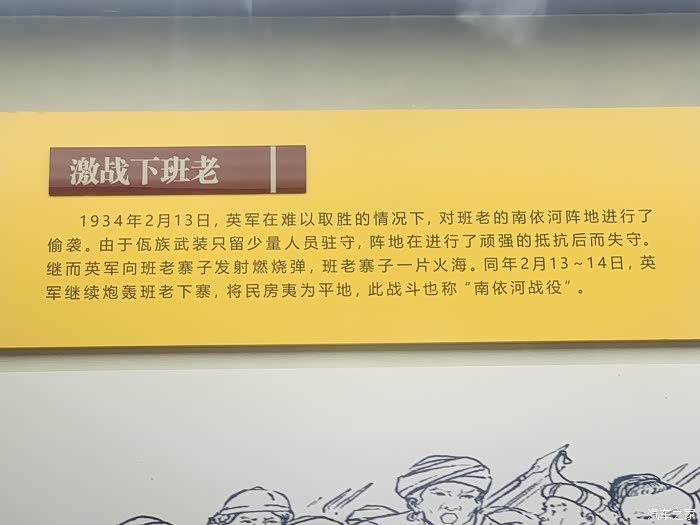 激战下班老
1934年2月13日，英军在难以取胜的情况下，对班老的南依河阵地进行了
偷袭。由于佤族武装只留少量人员驻守，阵地在进行了顽强的抵抗后而失守。
继而英军向班老寨子发射燃烧弹，班老寨子一片火海。同年2月13~14日，英
军继续炮轰班老下寨，将民房夷为平地，此战斗也称“南依河战役”。
汽车之家